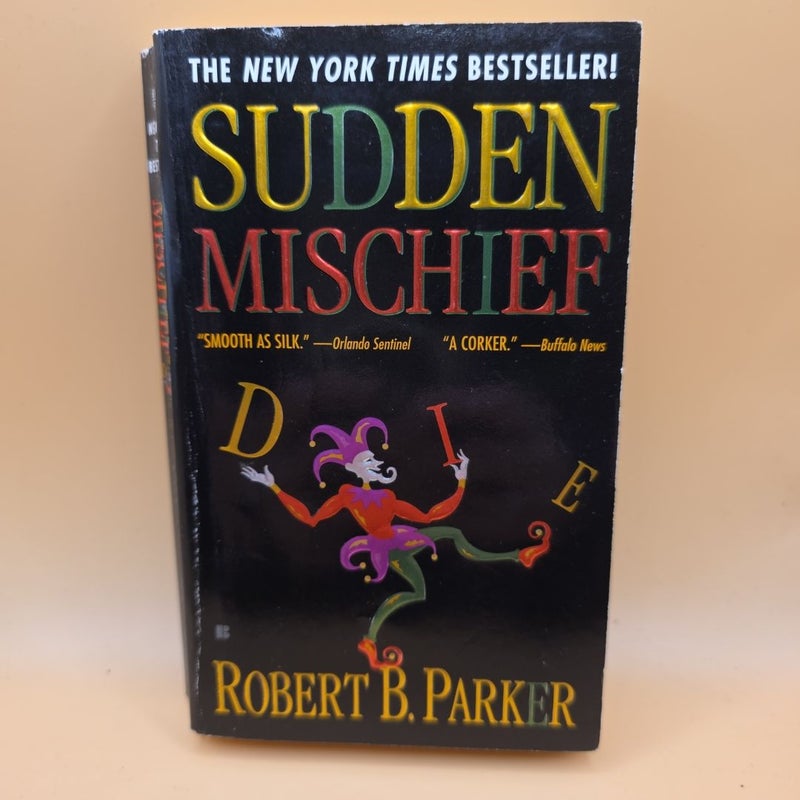 THE NEW YORK TIMES BESTSELLER!
SUDDEN
MISCHIEF
"SMOOTH AS SILK." —Orlando Sentinel "A CORKER." —Buffalo News
D I E
ROBERT B. PARKER